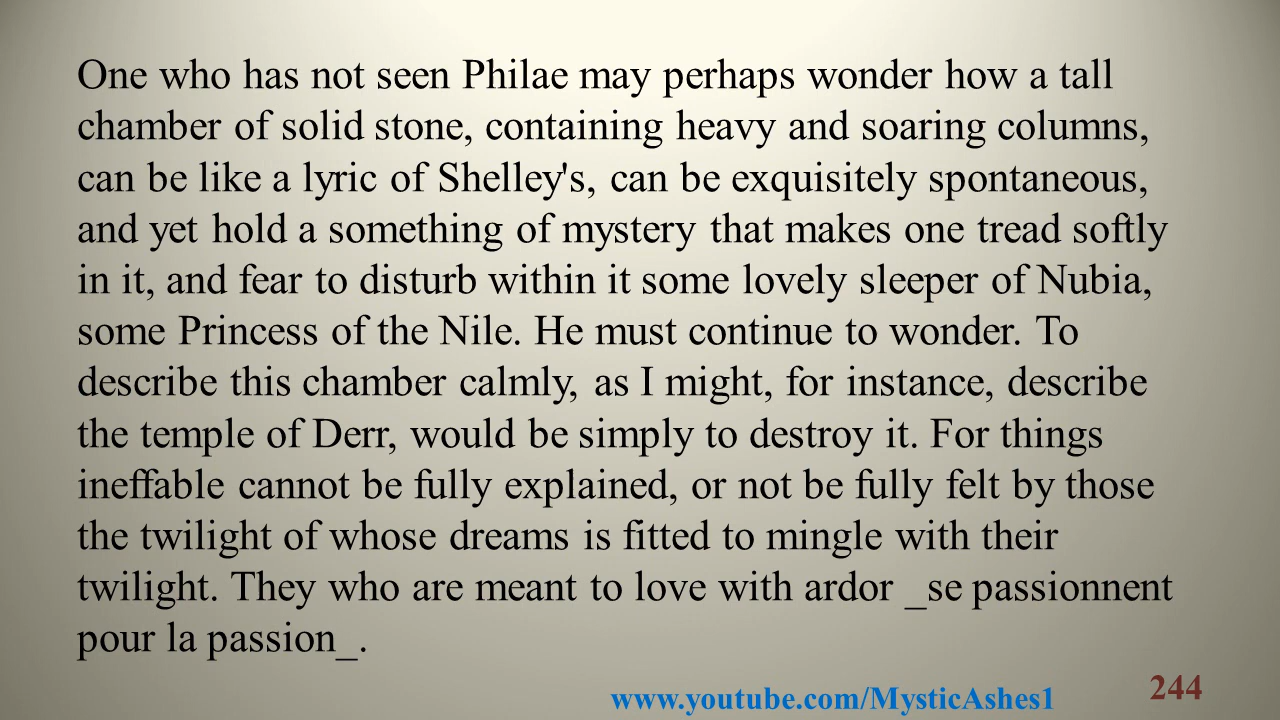 One who has not seen Philae may perhaps wonder how a tall
chamber of solid stone, containing heavy and soaring columns,
can be like a lyric of Shelley's, can be exquisitely spontaneous,
and yet hold a something of mystery that makes one tread softly
in it, and fear to disturb within it some lovely sleeper of Nubia,
some Princess of the Nile. He must continue to wonder. To
describe this chamber calmly, as I might, for instance, describe
the temple of Derr, would be simply to destroy it. For things
ineffable cannot be fully explained, or not be fully felt by those
the twilight of whose dreams is fitted to mingle with their
twilight. They who are meant to love with ardor _se passionnent
pour la passion_.
www.youtube.com/MysticAshes1
244